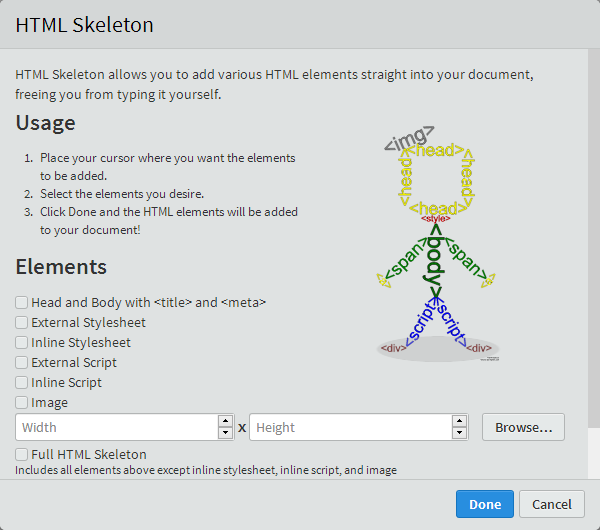 HTML Skeleton
HTML Skeleton allows you to add various HTML elements straight into your document,
freeing you from typing it yourself.
Usage
1. Place your cursor where you want the elements
to be added.
2. Select the elements you desire.
3. Click Done and the HTML elements will be added
to your document!
<img>
<head>
<head>
<head>
<head>
<style>
<body>
<span>
<span>
<script>
<script>
<div>
<div>
Elements
Head and Body with <title> and <meta>
External Stylesheet
Inline Stylesheet
External Script
Inline Script
Image
Width x Height Browse...
Full HTML Skeleton
Includes all elements above except inline stylesheet, inline script, and image
Done Cancel